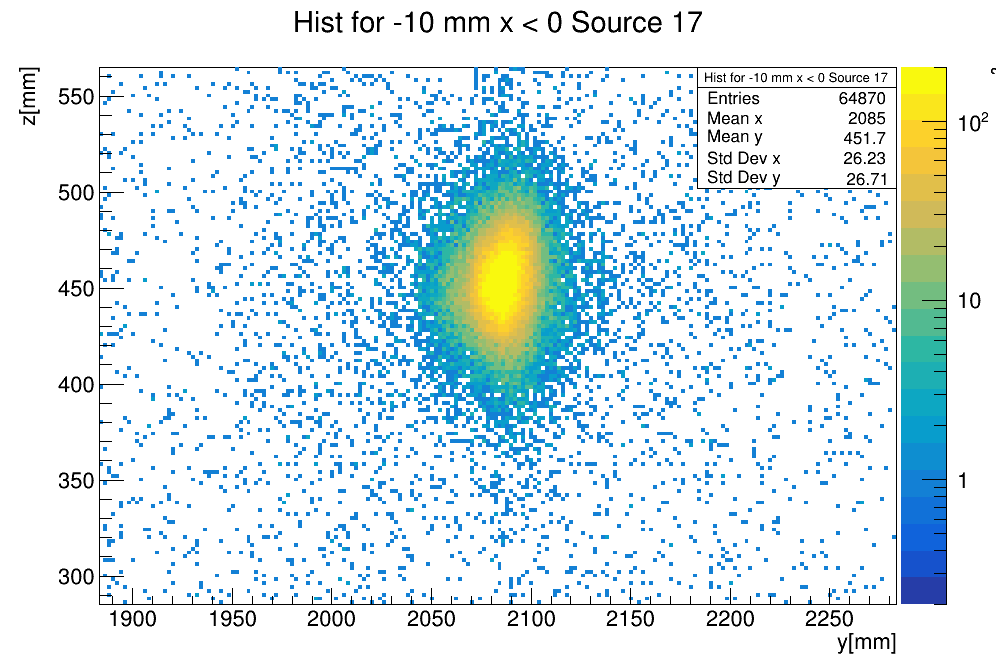 Hist for -10 mm x < 0 Source 17
z[mm]
Hist for -10 mm x < 0 Source 17
Entries 64870
Mean x 2085
Mean y 451.7
Std Dev x 26.23
Std Dev y 26.71
550
500
450
400
350
300
10²
10
1
1900 1950 2000 2050 2100 2150 2200 2250
y[mm]